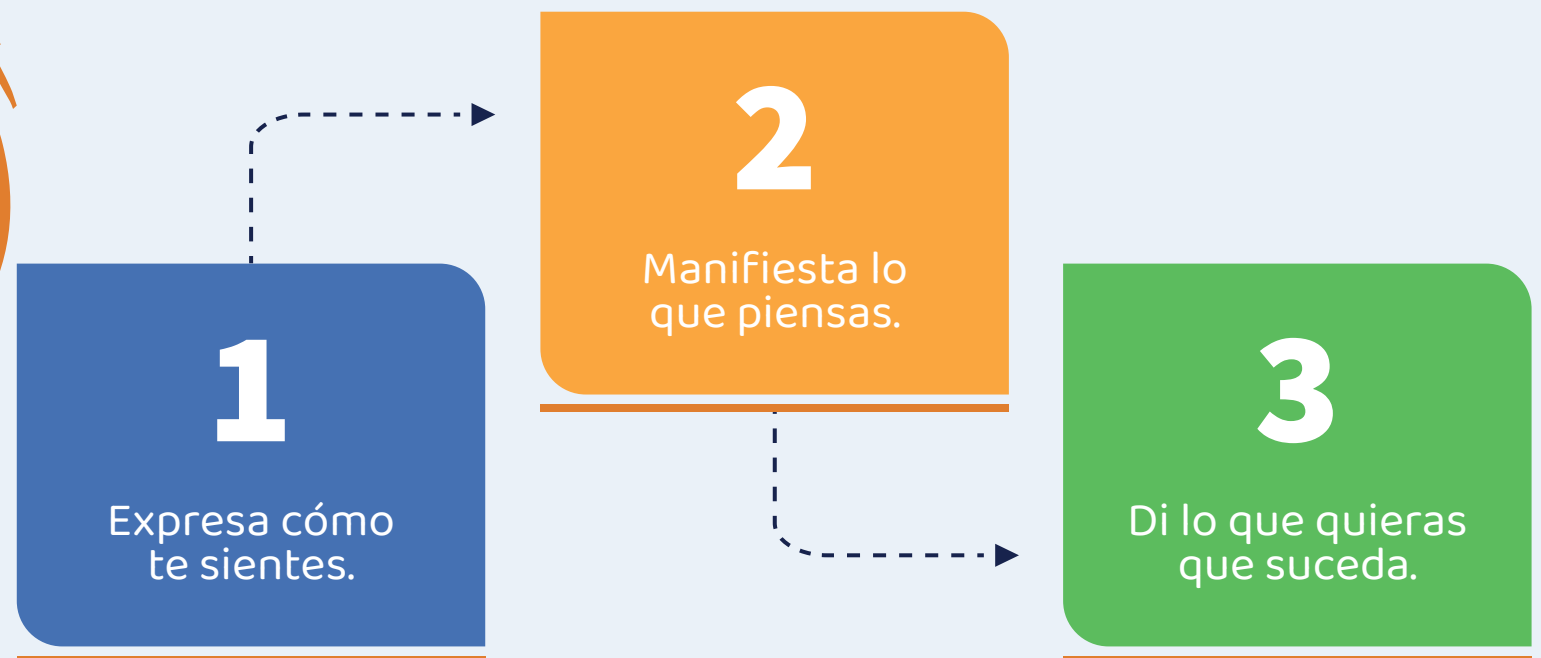 1
Expresa cómo
te sientes.
2
Manifiesta lo
que piensas.
3
Di lo que quieras
que suceda.